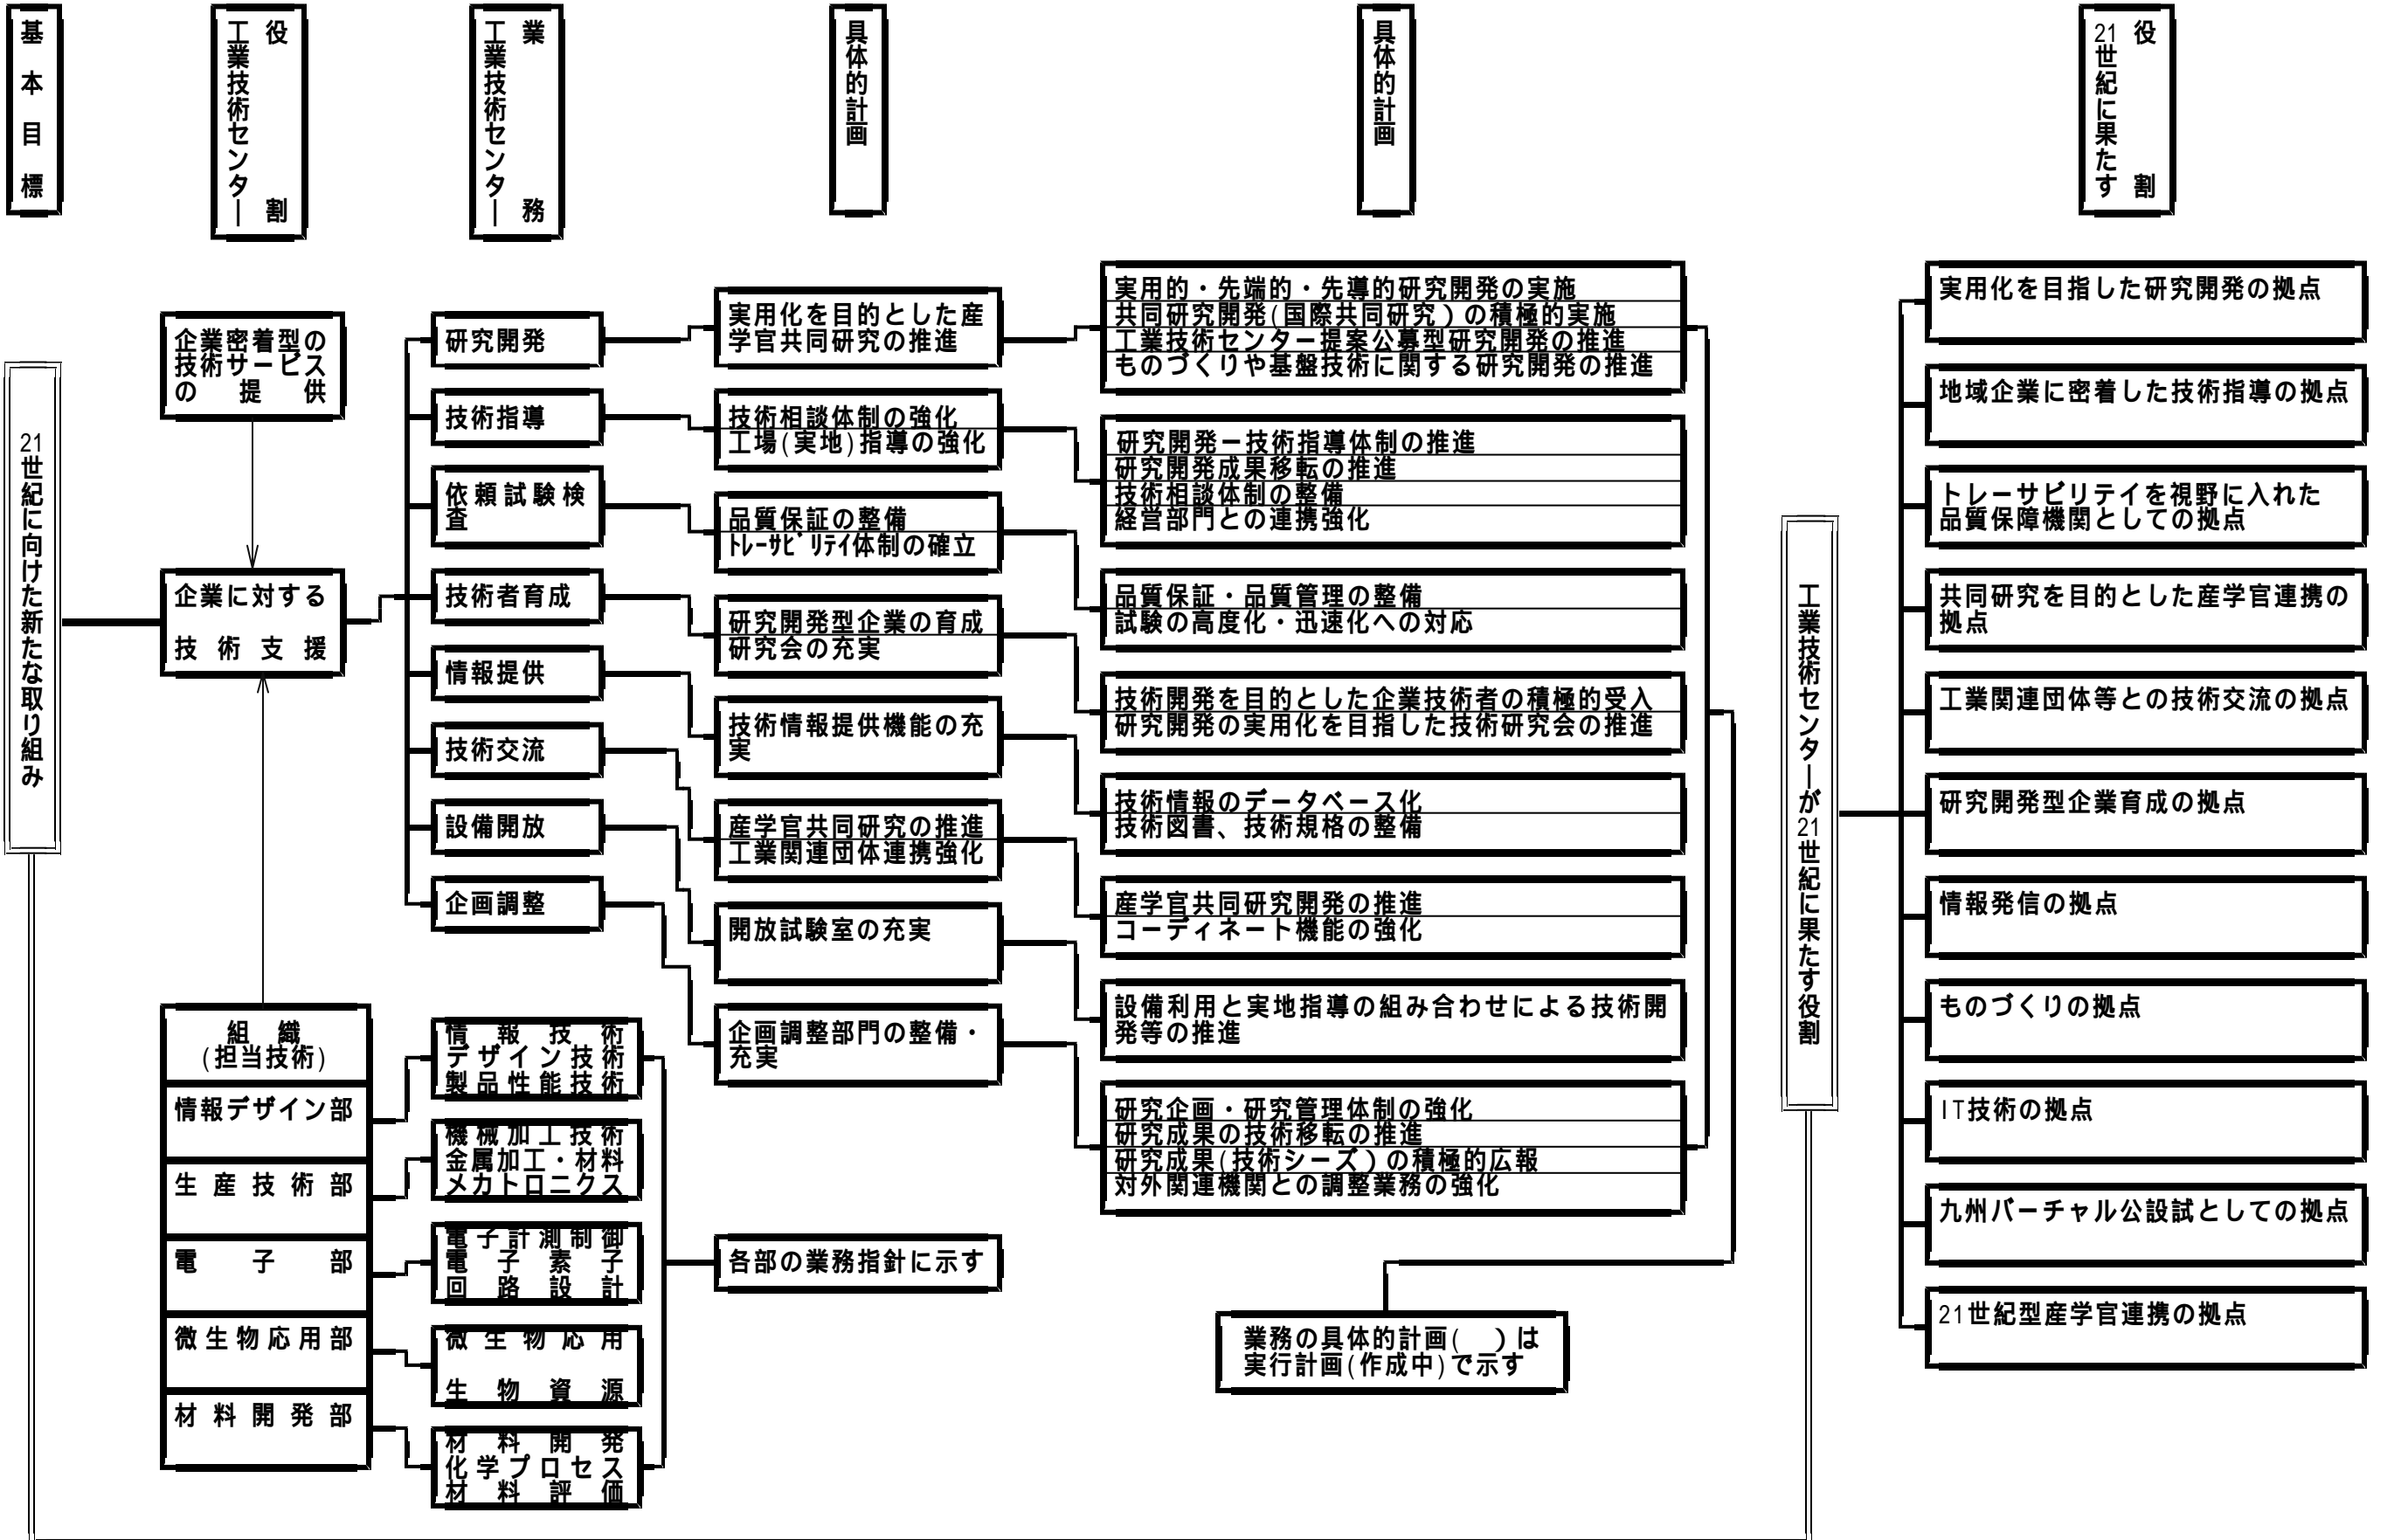 基本目標
工業技術センター
役割
工業技術センター
業務
具体的計画
具体的計画
21世紀に果たす
役割
21世紀に向けた新たな取り組み
企業密着型の
技術サービス
の提供
企業に対する
技術支援
組織
(担当技術)
情報デザイン部
生産技術部
電子部
微生物応用部
材料開発部
研究開発
技術指導
依頼試験検
査
技術者育成
情報提供
技術交流
設備開放
企画調整
情報技術
デザイン技術
製品性能技術
機械加工技術
金属加工・材料
メカトロニクス
電子計測制御
電子素子
回路設計
微生物応用
生物資源
材料開発
化学プロセス
材料評価
実用化を目的とした産
学官共同研究の推進
技術相談体制の強化
工場(実地)指導の強化
品質保証の整備
ﾄﾚｰｻﾋﾞﾘﾃｲ体制の確立
研究開発型企業の育成
研究会の充実
技術情報提供機能の充
実
産学官共同研究の推進
工業関連団体連携強化
開放試験室の充実
企画調整部門の整備・
充実
各部の業務指針に示す
実用的・先端的・先導的研究開発の実施
共同研究開発(国際共同研究)の積極的実施
工業技術センター提案公募型研究開発の推進
ものづくりや基盤技術に関する研究開発の推進
研究開発ー技術指導体制の推進
研究開発成果移転の推進
技術相談体制の整備
経営部門との連携強化
品質保証・品質管理の整備
試験の高度化・迅速化への対応
技術開発を目的とした企業技術者の積極的受入
研究開発の実用化を目指した技術研究会の推進
技術情報のデータベース化
技術図書、技術規格の整備
産学官共同研究開発の推進
コーディネート機能の強化
設備利用と実地指導の組み合わせによる技術開
発等の推進
研究企画・研究管理体制の強化
研究成果の技術移転の推進
研究成果(技術シーズ)の積極的広報
対外関連機関との調整業務の強化
業務の具体的計画(　)は
実行計画(作成中)で示す
工業技術センターが21世紀に果たす役割
実用化を目指した研究開発の拠点
地域企業に密着した技術指導の拠点
トレーサビリテイを視野に入れた
品質保障機関としての拠点
共同研究を目的とした産学官連携の
拠点
工業関連団体等との技術交流の拠点
研究開発型企業育成の拠点
情報発信の拠点
ものづくりの拠点
IT技術の拠点
九州バーチャル公設試としての拠点
21世紀型産学官連携の拠点